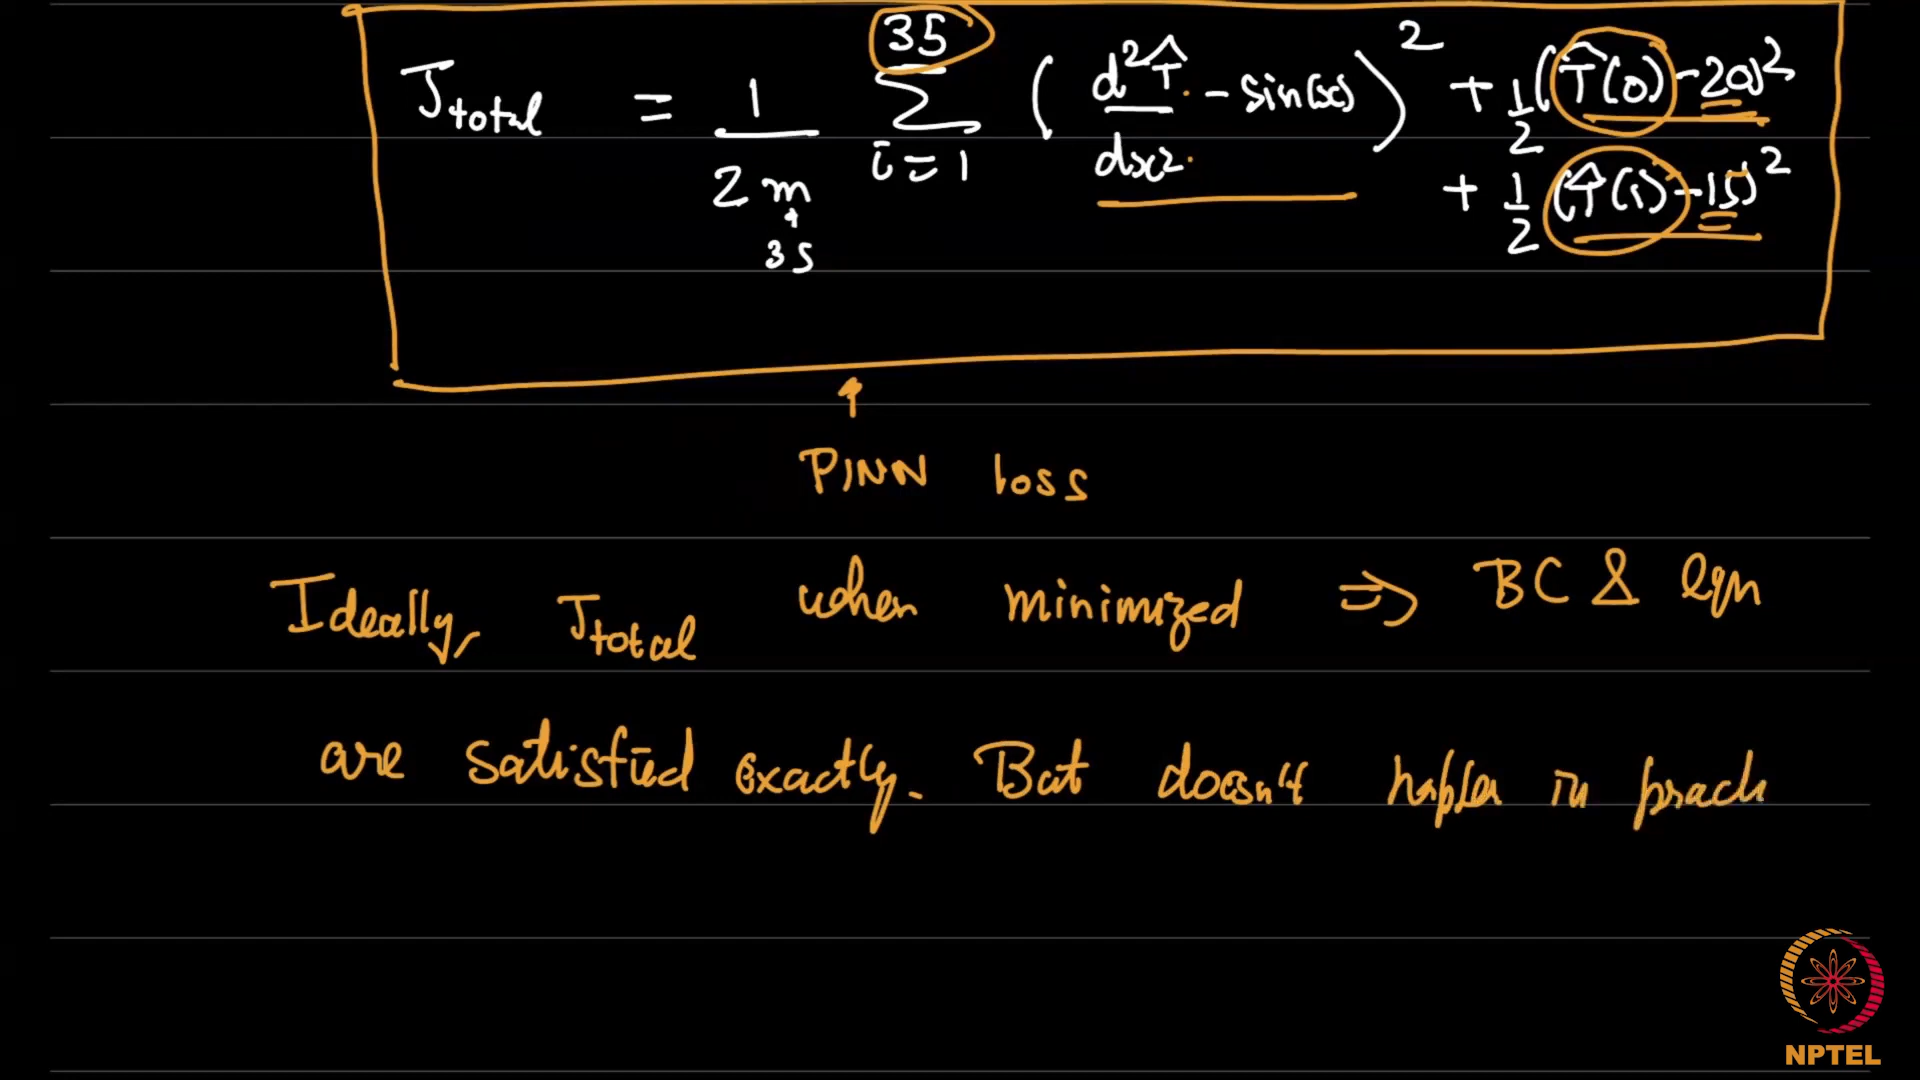 J_total = 1/2m Σ_{i=1}^{35} ( d²T̂/dx² - sin(x) )² + 1/2 (T̂(0) - 20)²
35
+ 1/2 (T̂(1) - 15)²
PINN loss
Ideally, J_total when minimized ⇒ BC & eqn
are satisfied exactly. But doesn't happen in prach
NPTEL